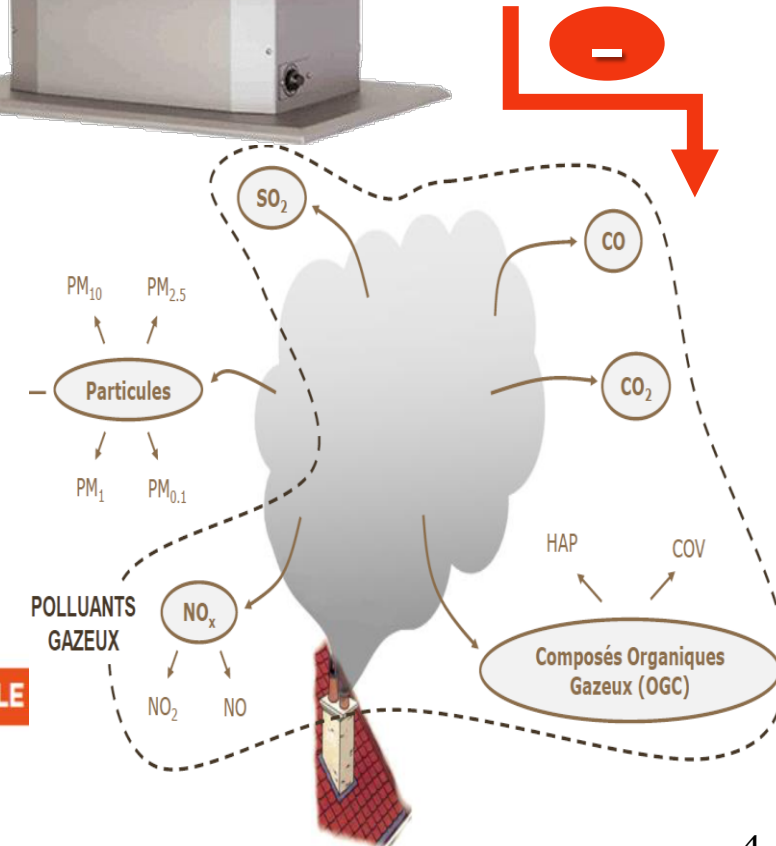 –
SO₂
CO
PM₁₀ PM₂.₅
Particules
CO₂
PM₁ PM₀.₁
HAP COV
POLLUANTS
GAZEUX
NOₓ
Composés Organiques
Gazeux (OGC)
LE
NO₂ NO